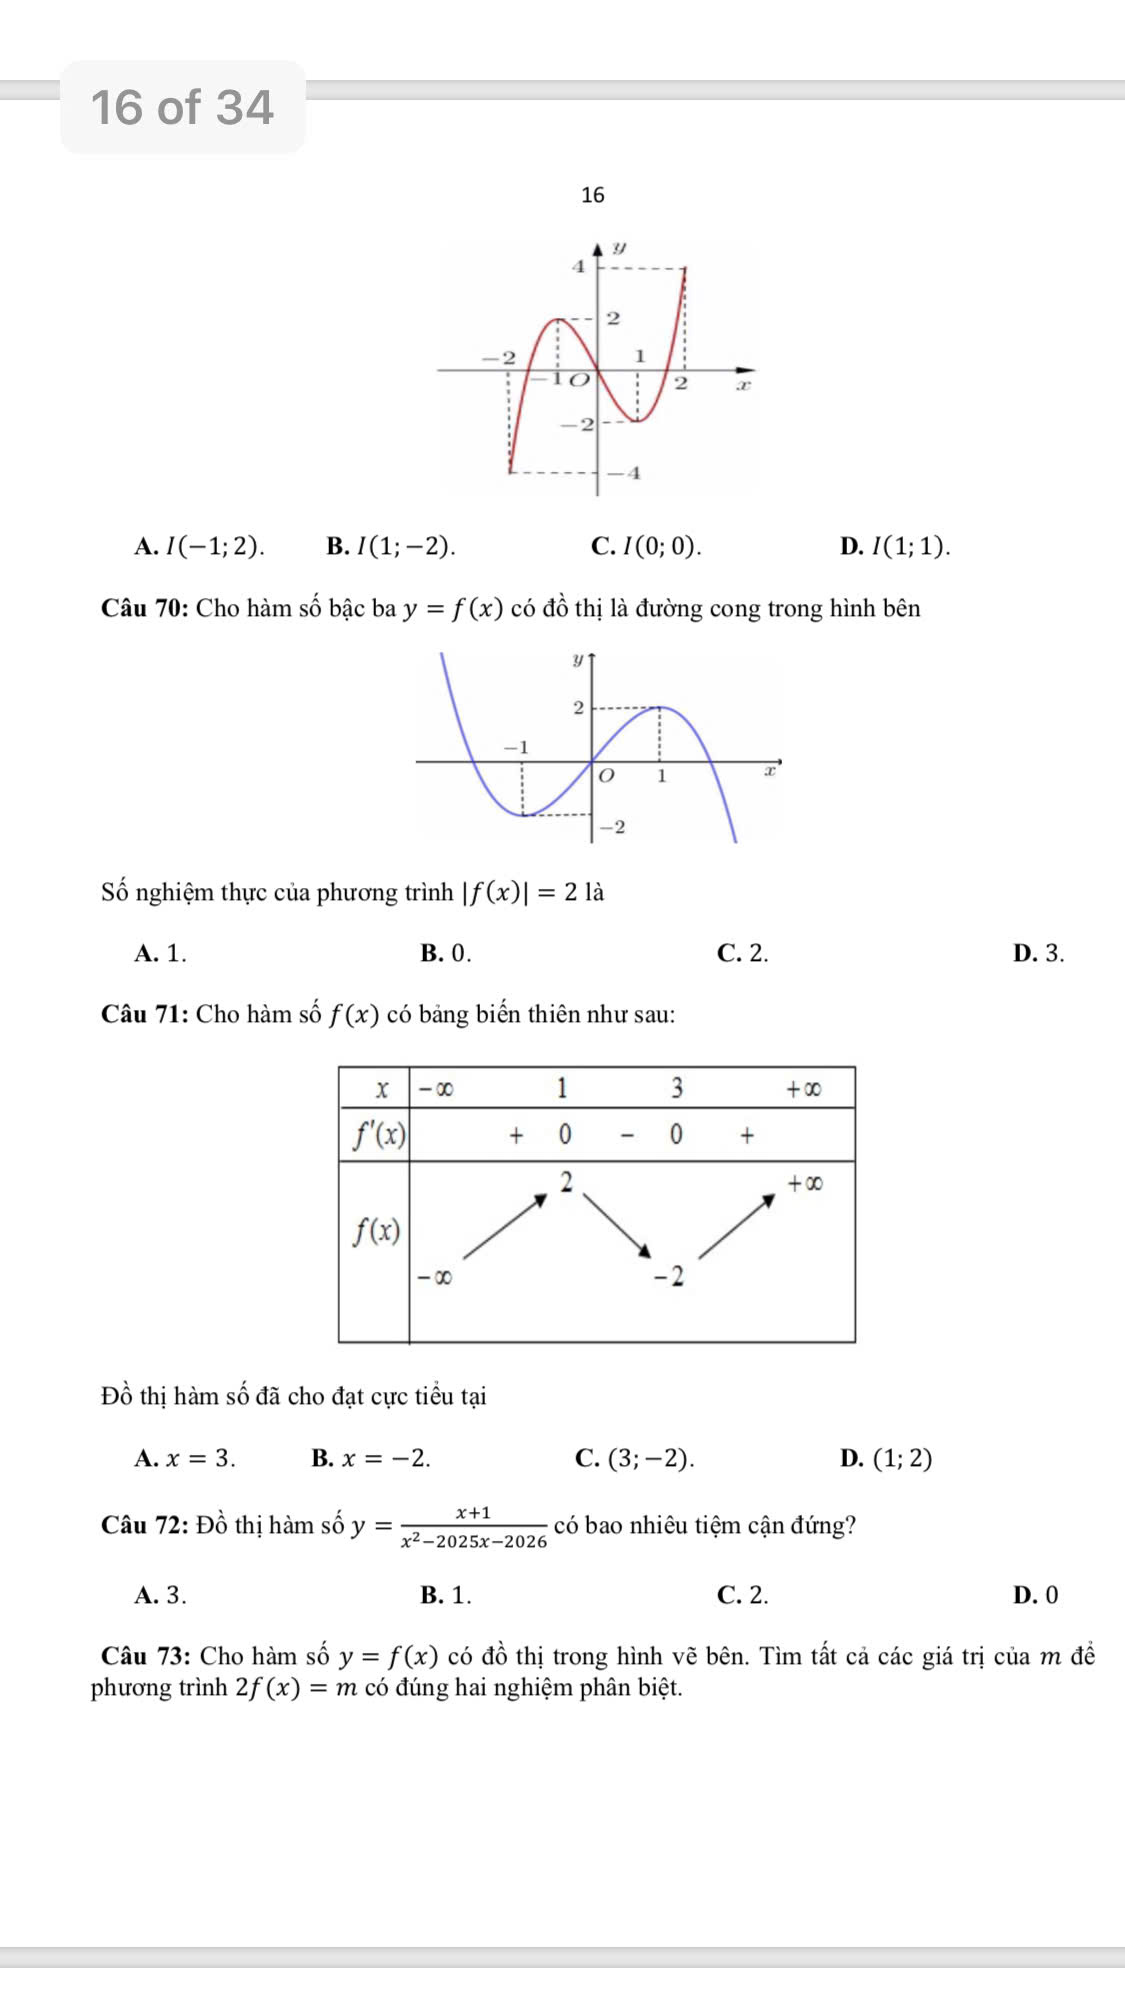 16 of 34
16
y
4
2
−2
1
−1 O
2
x
−2
−4
A. I(−1; 2). B. I(1; −2). C. I(0; 0). D. I(1; 1).
Câu 70: Cho hàm số bậc ba y = f(x) có đồ thị là đường cong trong hình bên
y
2
−1
O 1 x
−2
Số nghiệm thực của phương trình |f(x)| = 2 là
A. 1. B. 0. C. 2. D. 3.
Câu 71: Cho hàm số f(x) có bảng biến thiên như sau:
x −∞ 1 3 +∞
f'(x) + 0 − 0 +
2 +∞
f(x)
−∞ −2
Đồ thị hàm số đã cho đạt cực tiểu tại
A. x = 3. B. x = −2. C. (3; −2). D. (1; 2)
Câu 72: Đồ thị hàm số y = x+1 / x²−2025x−2026 có bao nhiêu tiệm cận đứng?
A. 3. B. 1. C. 2. D. 0
Câu 73: Cho hàm số y = f(x) có đồ thị trong hình vẽ bên. Tìm tất cả các giá trị của m để
phương trình 2f(x) = m có đúng hai nghiệm phân biệt.